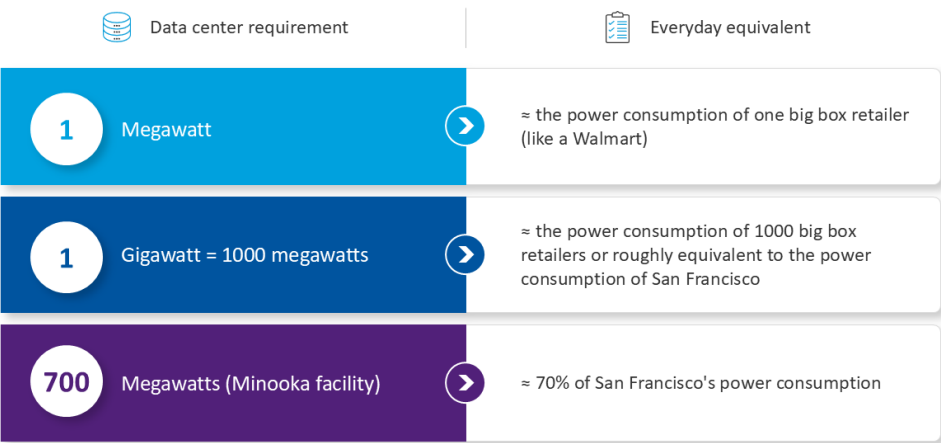 Data center requirement
Everyday equivalent
1
Megawatt
≈ the power consumption of one big box retailer
(like a Walmart)
1
Gigawatt = 1000 megawatts
≈ the power consumption of 1000 big box
retailers or roughly equivalent to the power
consumption of San Francisco
700
Megawatts (Minooka facility)
≈ 70% of San Francisco's power consumption